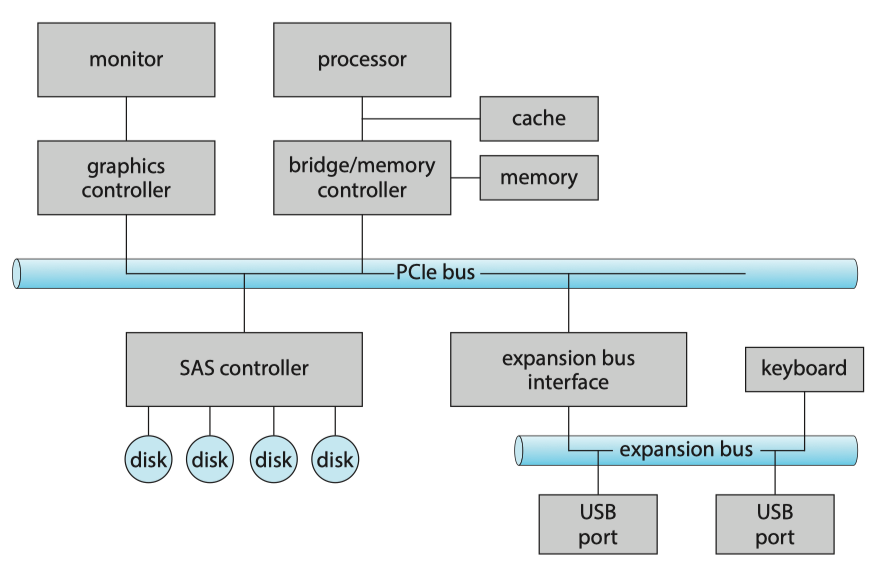 monitor
processor
cache
graphics
controller
bridge/memory
controller
memory
PCIe bus
SAS controller
expansion bus
interface
keyboard
disk
disk
disk
disk
expansion bus
USB
port
USB
port